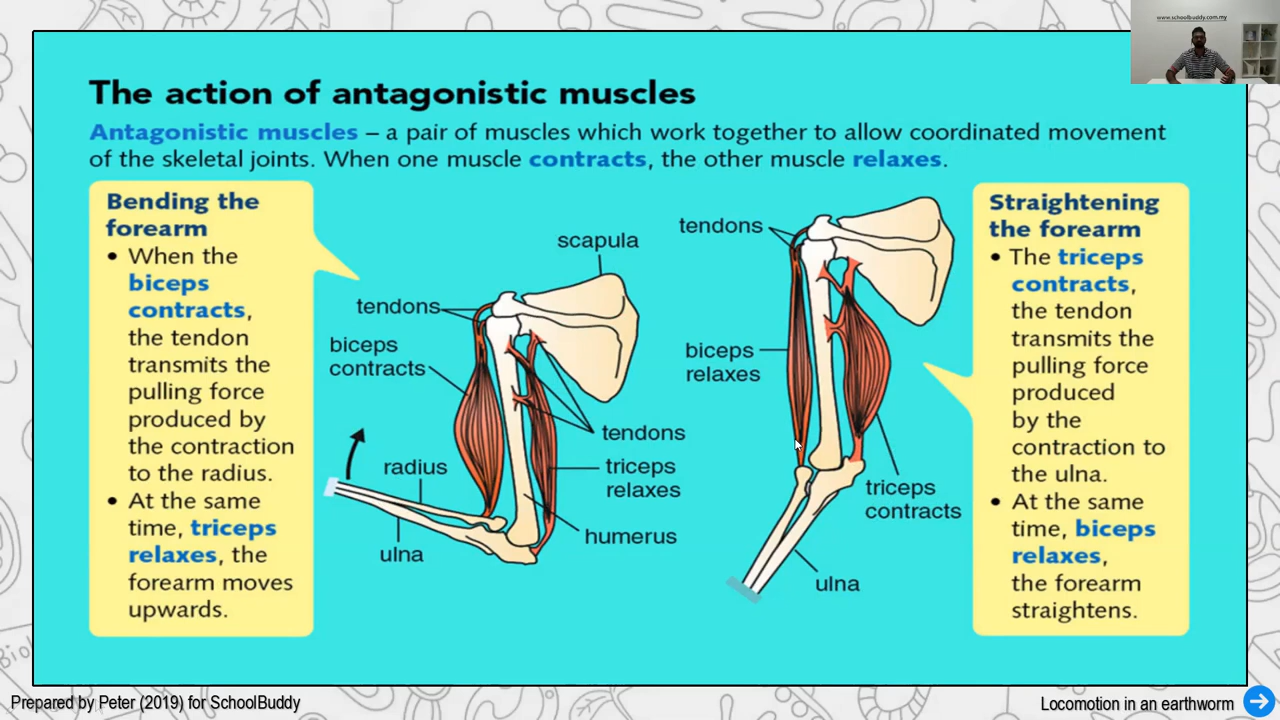 www.schoolbuddy.com.my
The action of antagonistic muscles
Antagonistic muscles – a pair of muscles which work together to allow coordinated movement
of the skeletal joints. When one muscle contracts, the other muscle relaxes.
Bending the
forearm
• When the
biceps
contracts,
the tendon
transmits the
pulling force
produced by
the contraction
to the radius.
• At the same
time, triceps
relaxes, the
forearm moves
upwards.
scapula
tendons
biceps
contracts
tendons
radius
triceps
relaxes
humerus
ulna
tendons
biceps
relaxes
triceps
contracts
ulna
Straightening
the forearm
• The triceps
contracts,
the tendon
transmits the
pulling force
produced
by the
contraction to
the ulna.
• At the same
time, biceps
relaxes,
the forearm
straightens.
Prepared by Peter (2019) for SchoolBuddy
Locomotion in an earthworm